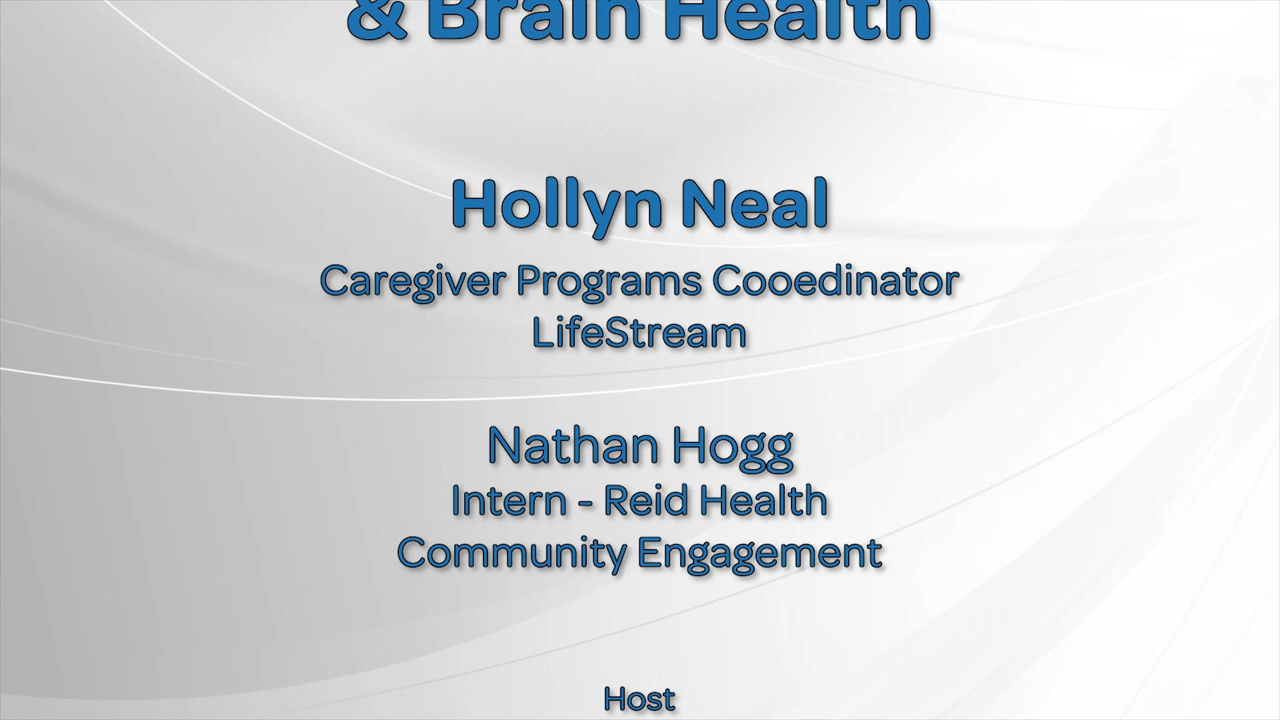 & Brain Health
Hollyn Neal
Caregiver Programs Cooedinator
LifeStream
Nathan Hogg
Intern - Reid Health
Community Engagement
Host